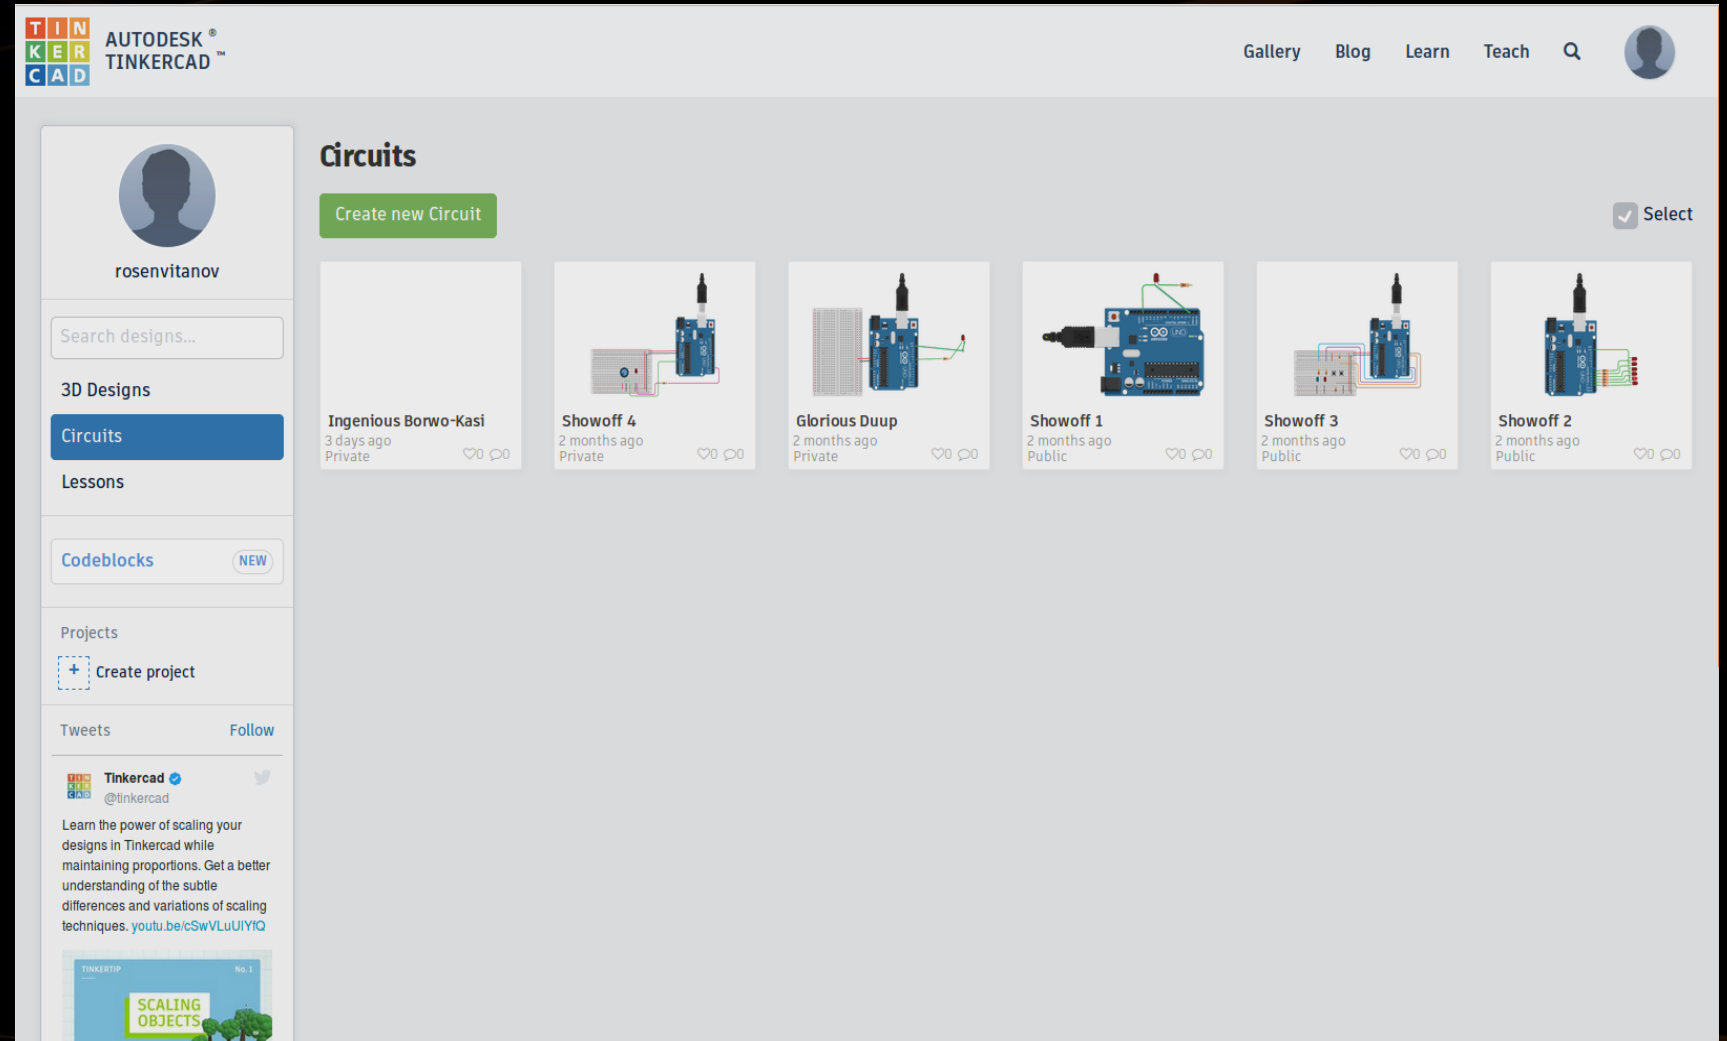 TIN
KER
CAD
AUTODESK ®
TINKERCAD ™
Gallery Blog Learn Teach
rosenvitanov
Search designs...
3D Designs
Circuits
Lessons
Codeblocks NEW
Projects
+ Create project
Tweets Follow
Tinkercad
@tinkercad
Learn the power of scaling your
designs in Tinkercad while
maintaining proportions. Get a better
understanding of the subtle
differences and variations of scaling
techniques. youtu.be/cSwVLuUIYfQ
TINKERTIP No. 1
SCALING
OBJECTS
Circuits
Create new Circuit
Select
Ingenious Borwo-Kasi
3 days ago
Private 0 0
Showoff 4
2 months ago
Private 0 0
Glorious Duup
2 months ago
Private 0 0
UNO
Showoff 1
2 months ago
Public 0 0
Showoff 3
2 months ago
Public 0 0
Showoff 2
2 months ago
Public 0 0